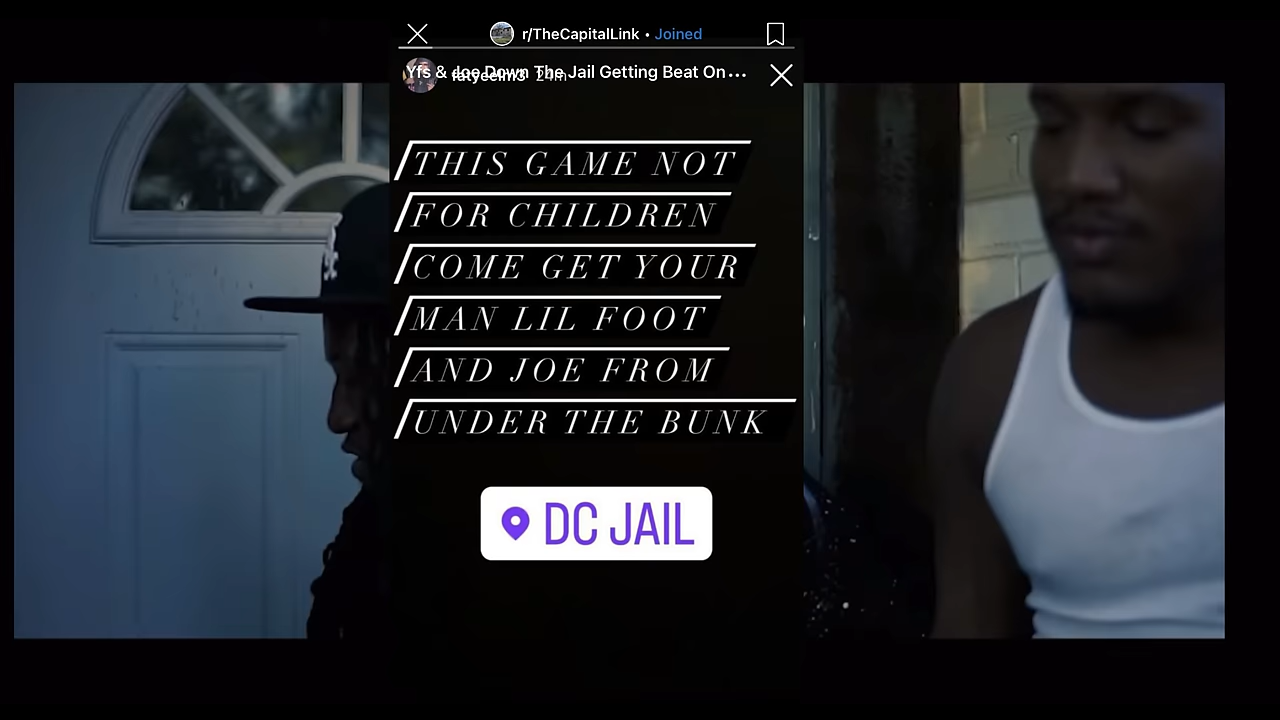 r/TheCapitalLink • Joined
Yfs & Joe Down The Jail Getting Beat On...
24m
THIS GAME NOT
FOR CHILDREN
COME GET YOUR
MAN LIL FOOT
AND JOE FROM
UNDER THE BUNK
DC JAIL